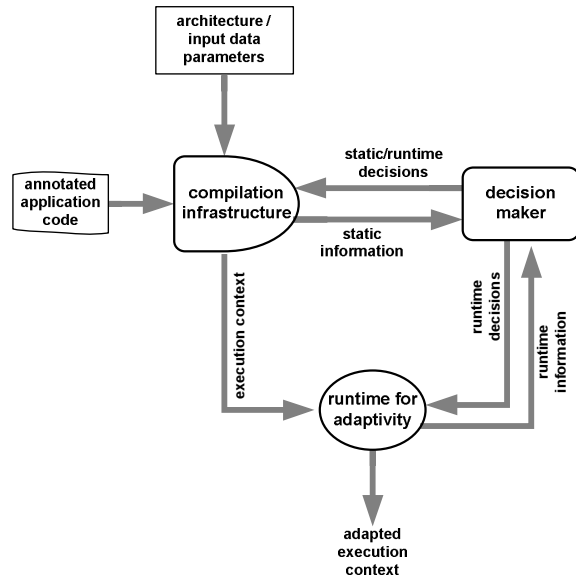 architecture /
input data
parameters
annotated
application
code
compilation
infrastructure
static/runtime
decisions
decision
maker
static
information
execution context
runtime
decisions
runtime
information
runtime for
adaptivity
adapted
execution
context